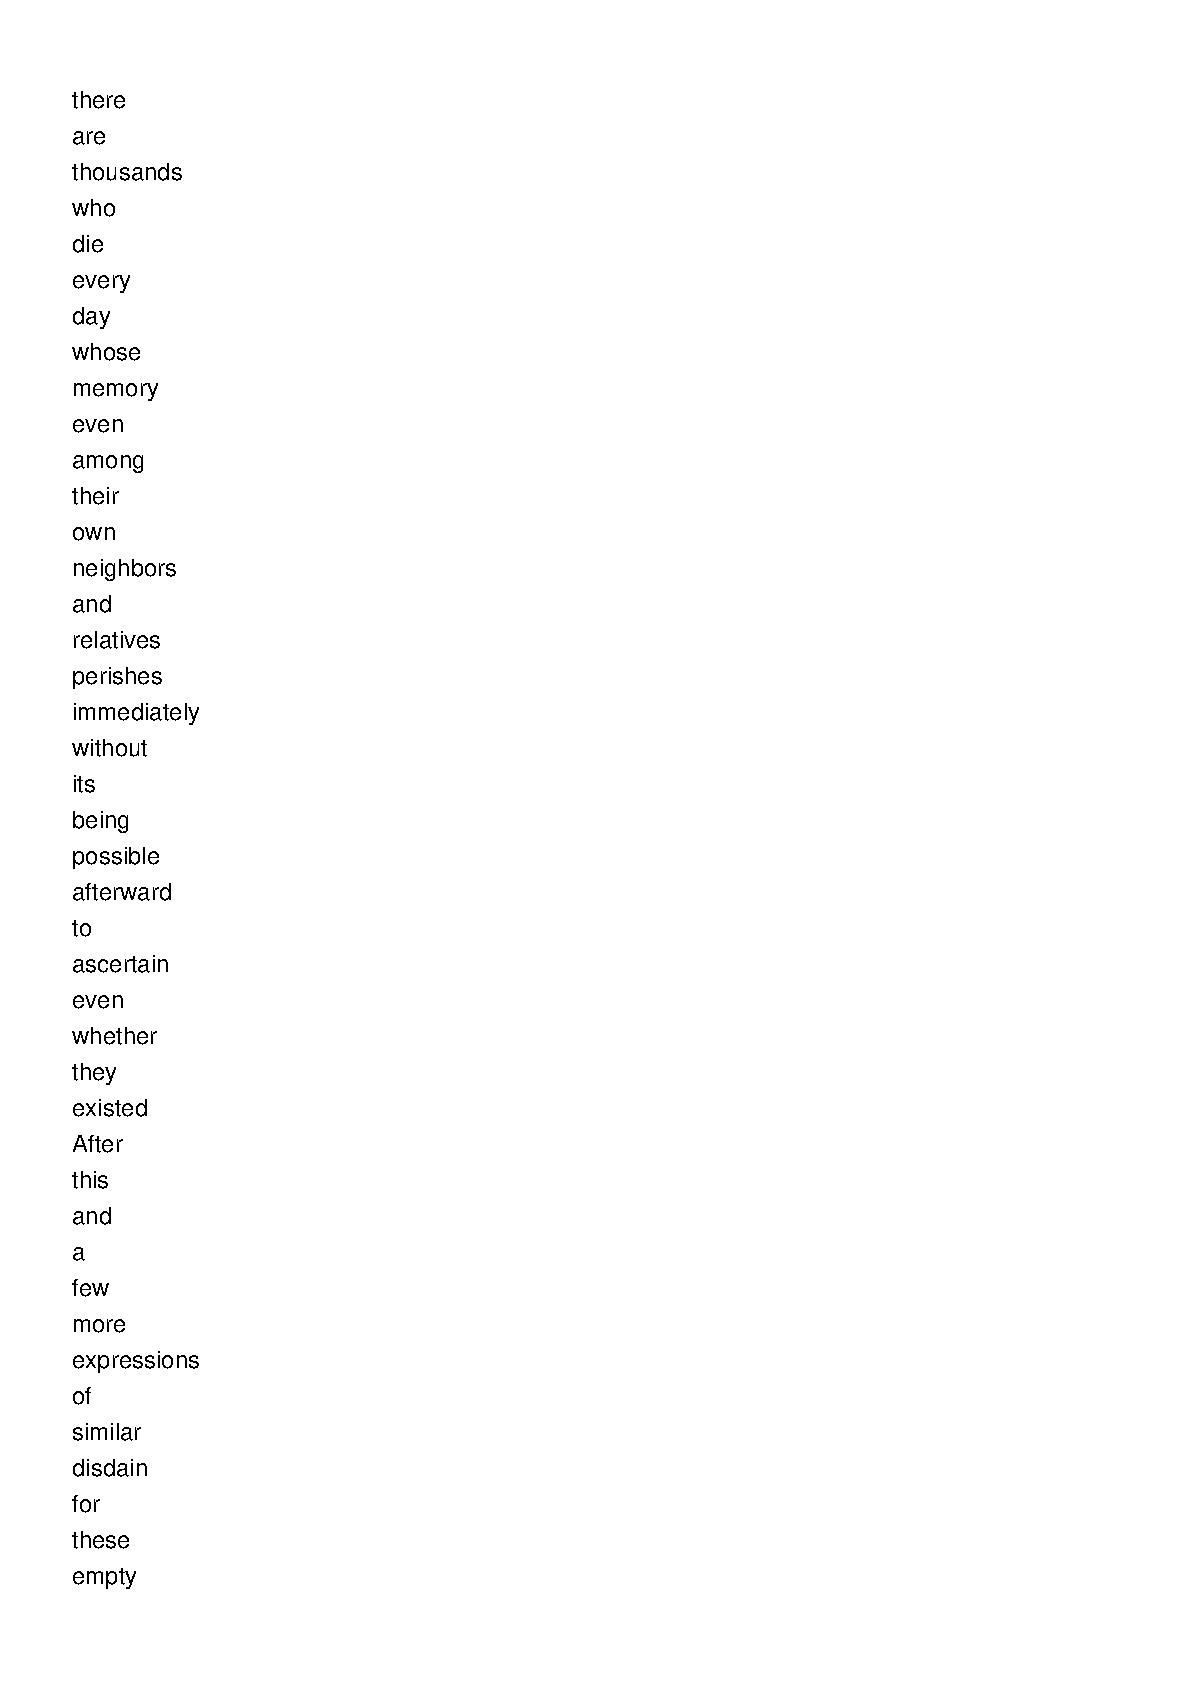 there
are
thousands
who
die
every
day
whose
memory
even
among
their
own
neighbors
and
relatives
perishes
immediately
without
its
being
possible
afterward
to
ascertain
even
whether
they
existed
After
this
and
a
few
more
expressions
of
similar
disdain
for
these
empty